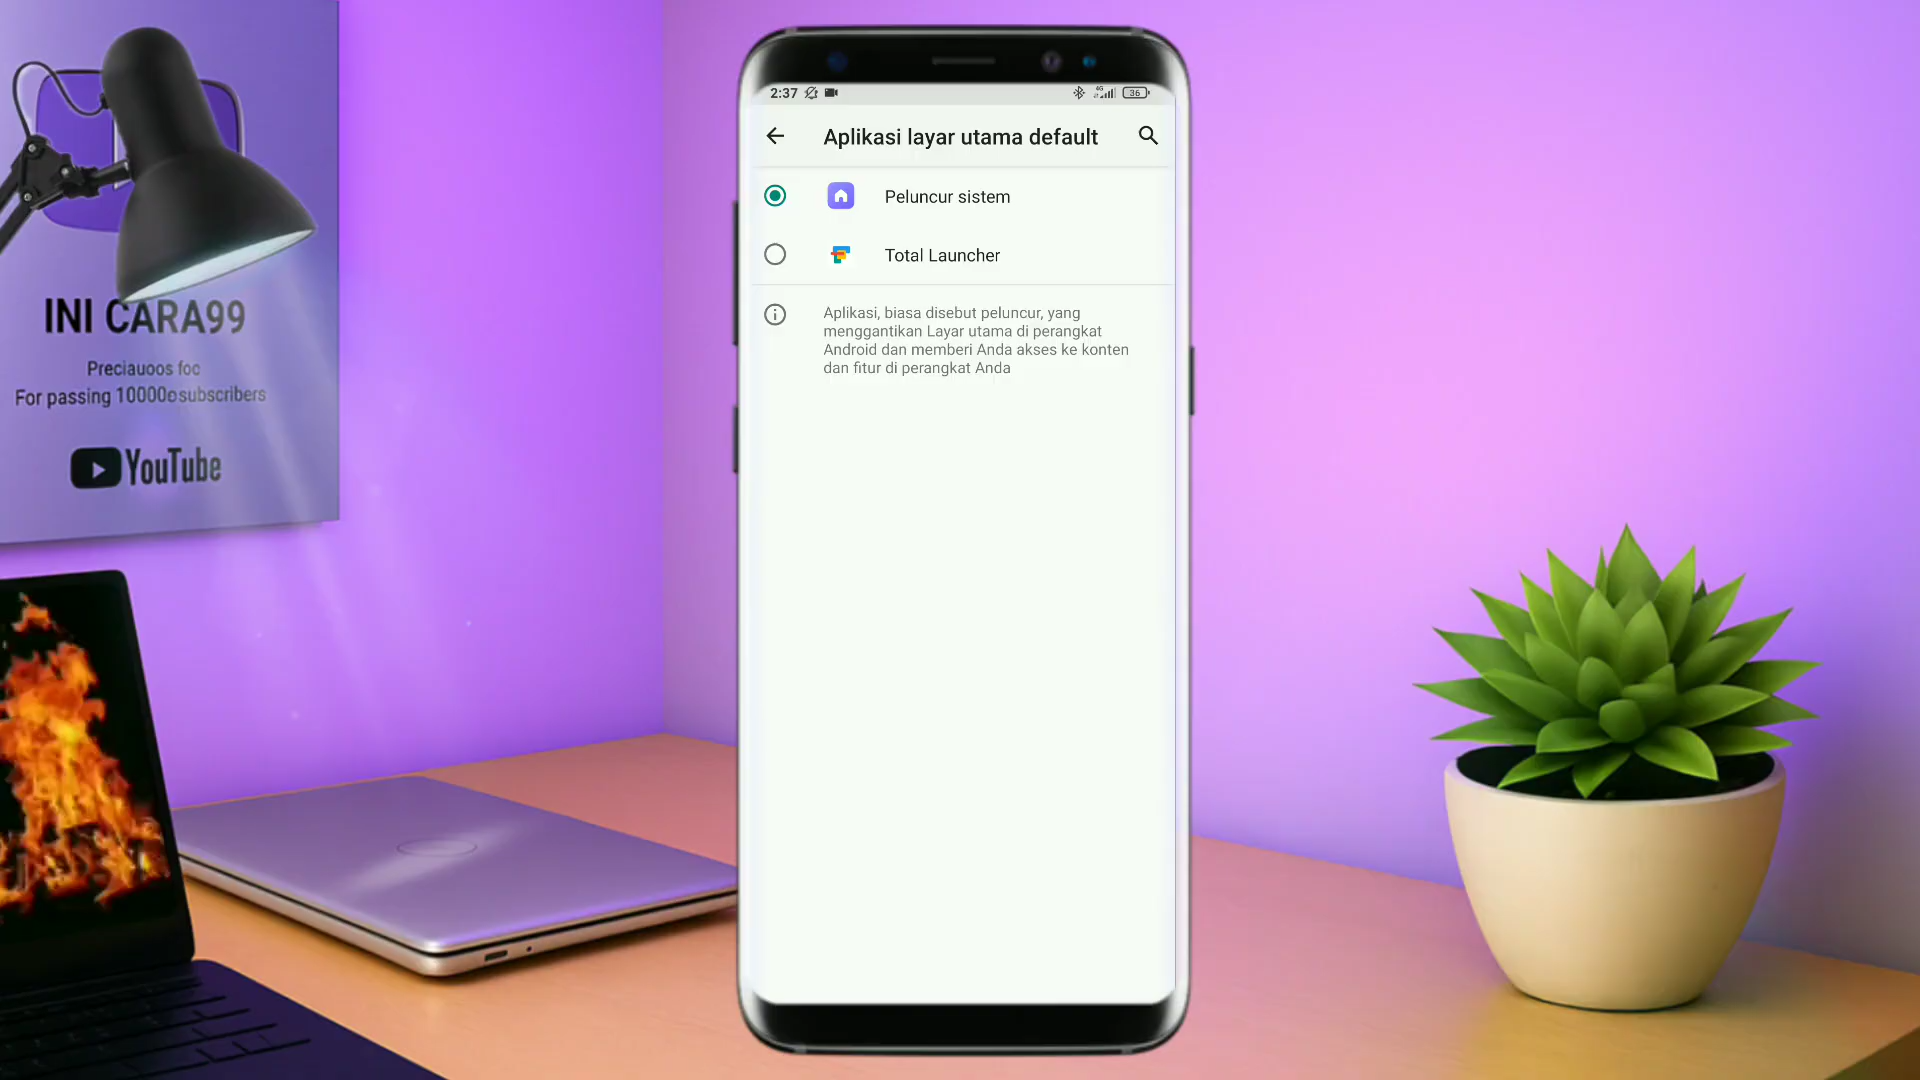 INI CARA99
Preciauoos foc
For passing 10000osubscribers
YouTube
2:37
4G
36
Aplikasi layar utama default
Peluncur sistem
Total Launcher
Aplikasi, biasa disebut peluncur, yang
menggantikan Layar utama di perangkat
Android dan memberi Anda akses ke konten
dan fitur di perangkat Anda